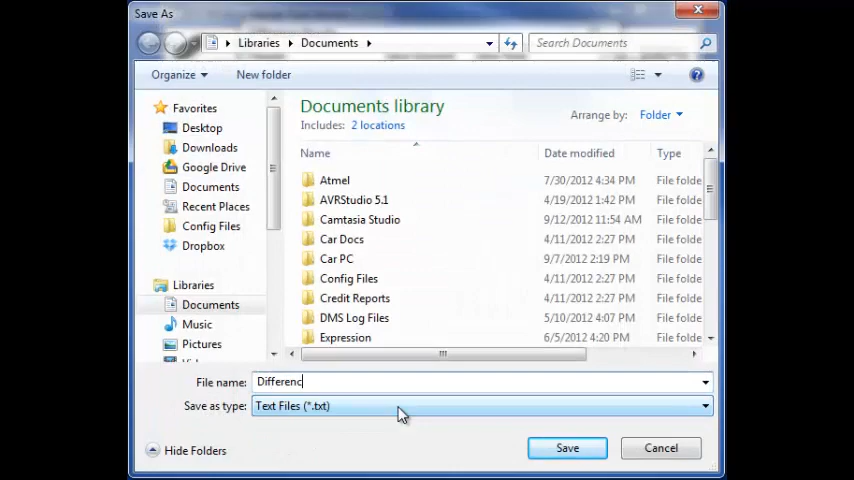 Save As
Libraries Documents
Search Documents
Organize New folder
Favorites
Desktop
Downloads
Google Drive
Documents
Recent Places
Config Files
Dropbox
Libraries
Documents
Music
Pictures
Documents library
Includes: 2 locations
Arrange by: Folder
Name Date modified Type
Atmel 7/30/2012 4:34 PM File folde
AVRStudio 5.1 4/19/2012 1:42 PM File folde
Camtasia Studio 9/12/2012 11:54 AM File folde
Car Docs 4/11/2012 2:27 PM File folde
Car PC 9/7/2012 2:19 PM File folde
Config Files 4/11/2012 2:27 PM File folde
Credit Reports 4/11/2012 2:27 PM File folde
DMS Log Files 5/10/2012 4:07 PM File folde
Expression 6/5/2012 4:20 PM File folde
File name: Differenc
Save as type: Text Files (*.txt)
Hide Folders
Save Cancel